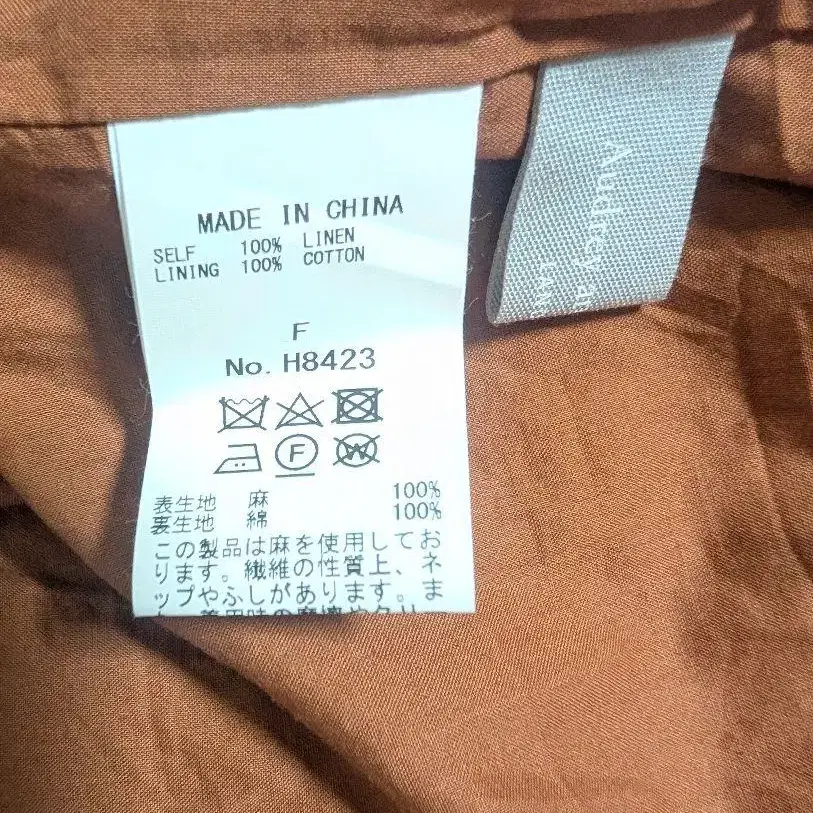 MADE IN CHINA
SELF 100% LINEN
LINING 100% COTTON
F
No. H8423
F
W
表生地 麻 100%
裏生地 綿 100%
この製品は麻を使用してお
ります。繊維の性質上、ネ
ップやふしがあります。ま
Audrey